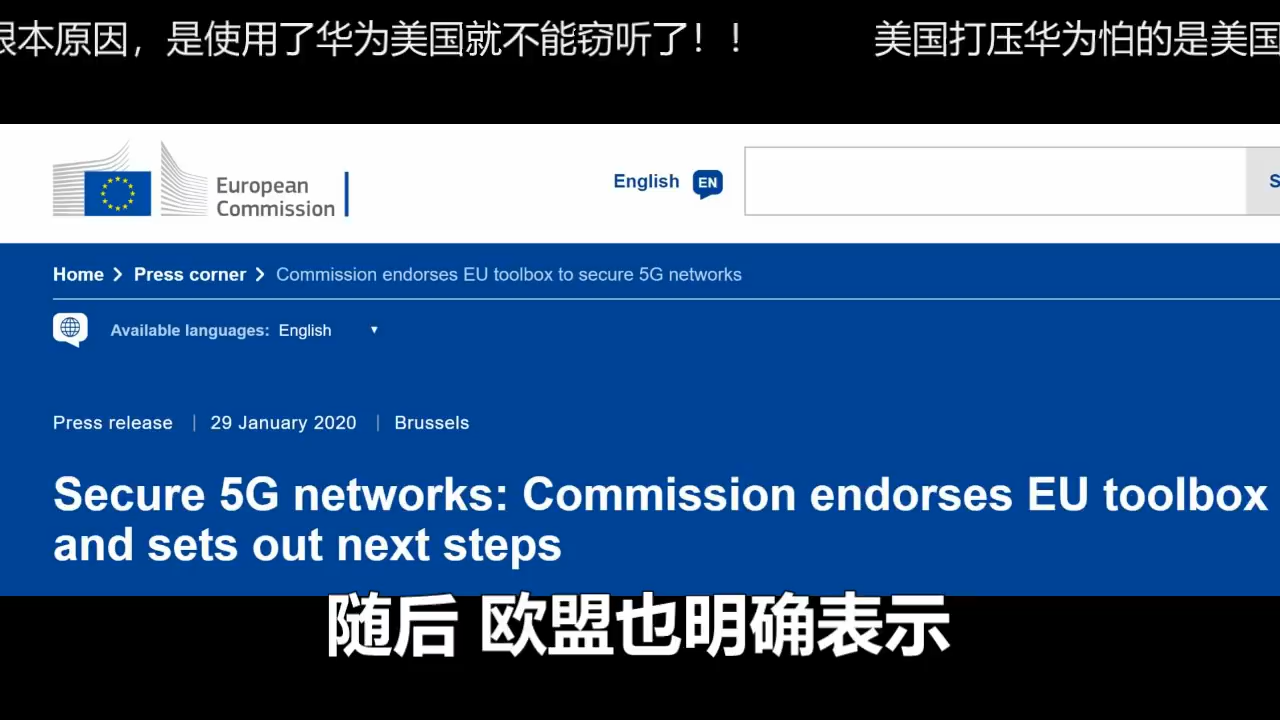 根本原因，是使用了华为美国就不能窃听了！！ 美国打压华为怕的是美国
European
Commission
English EN
Home > Press corner > Commission endorses EU toolbox to secure 5G networks
Available languages: English ▼
Press release | 29 January 2020 | Brussels
Secure 5G networks: Commission endorses EU toolbox
and sets out next steps
随后 欧盟也明确表示